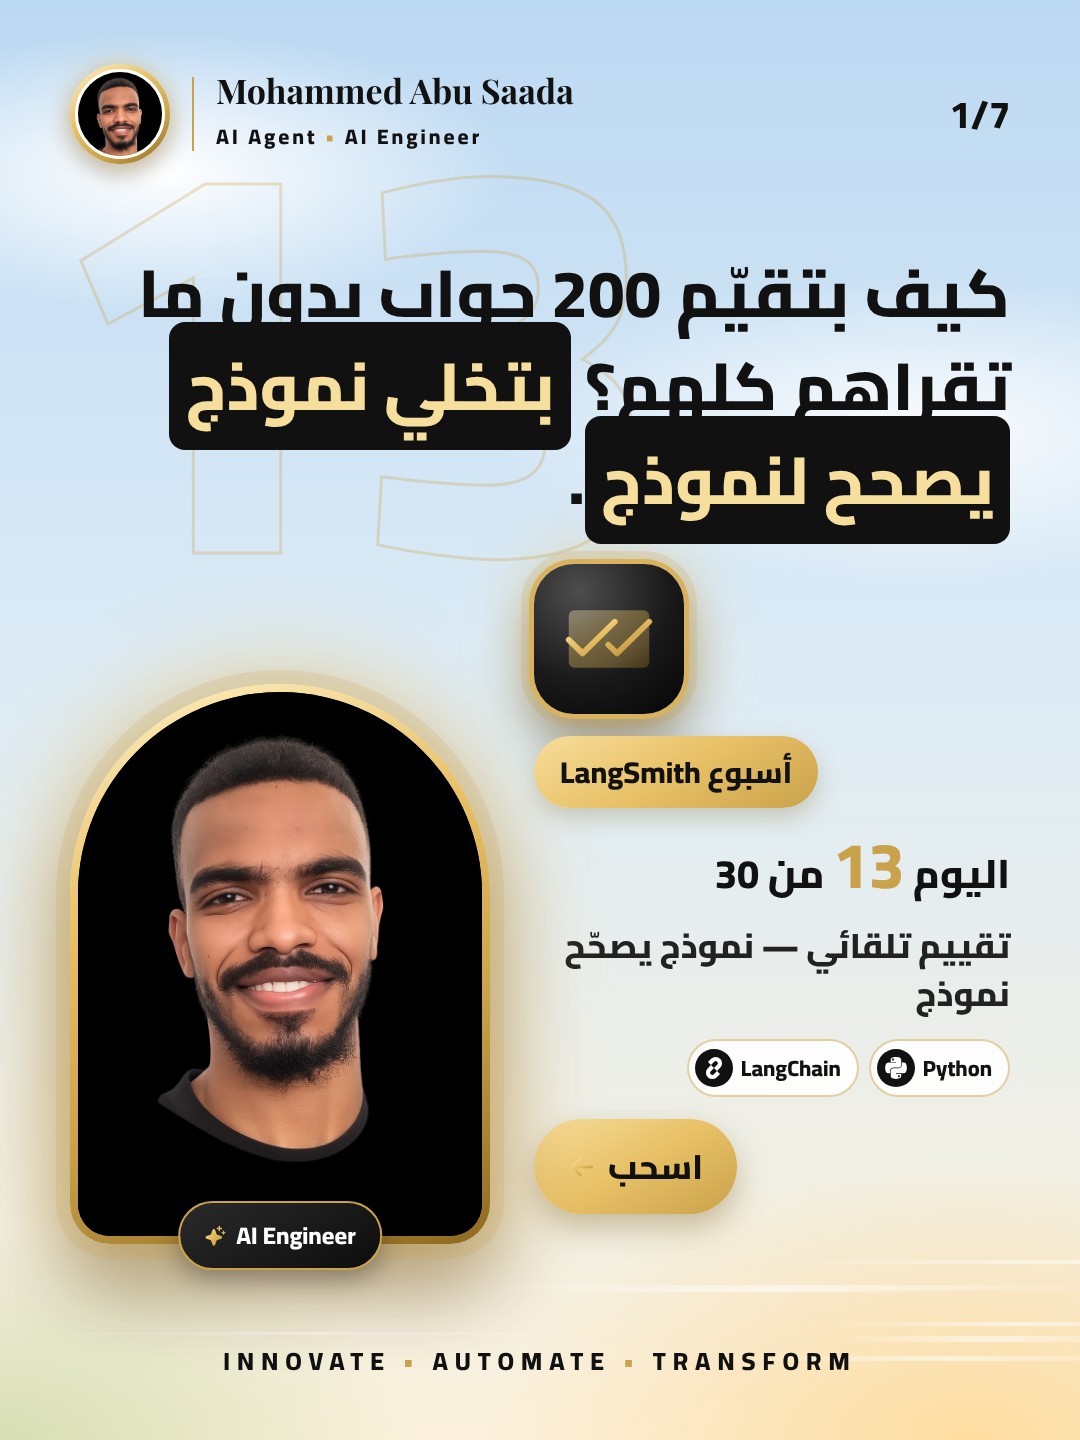 Mohammed Abu Saada
AI Agent ▪ AI Engineer
1/7
13
كيف بتقيّم 200 جواب بدون ما
تقراهم كلهم؟ بتخلي نموذج
يصحح لنموذج.
أسبوع LangSmith
اليوم 13 من 30
تقييم تلقائي — نموذج يصحّح
نموذج
Python
LangChain
اسحب ←
AI Engineer
INNOVATE ▪ AUTOMATE ▪ TRANSFORM